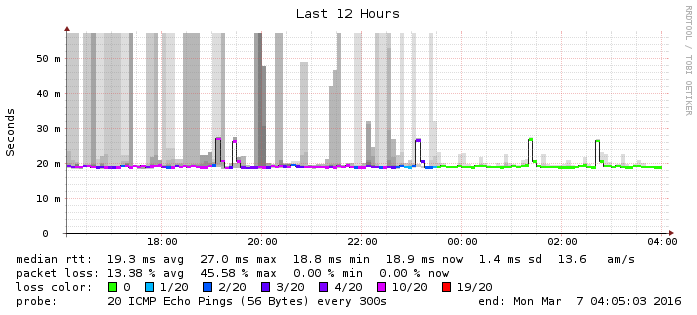 Last 12 Hours
RRDTOOL / TOBI OETIKER
Seconds
50 m
40 m
30 m
20 m
10 m
0
18:00 20:00 22:00 00:00 02:00 04:00
median rtt: 19.3 ms avg 27.0 ms max 18.8 ms min 18.9 ms now 1.4 ms sd 13.6 am/s
packet loss: 13.38 % avg 45.58 % max 0.00 % min 0.00 % now
loss color: 0 1/20 2/20 3/20 4/20 10/20 19/20
probe: 20 ICMP Echo Pings (56 Bytes) every 300s end: Mon Mar 7 04:05:03 2016